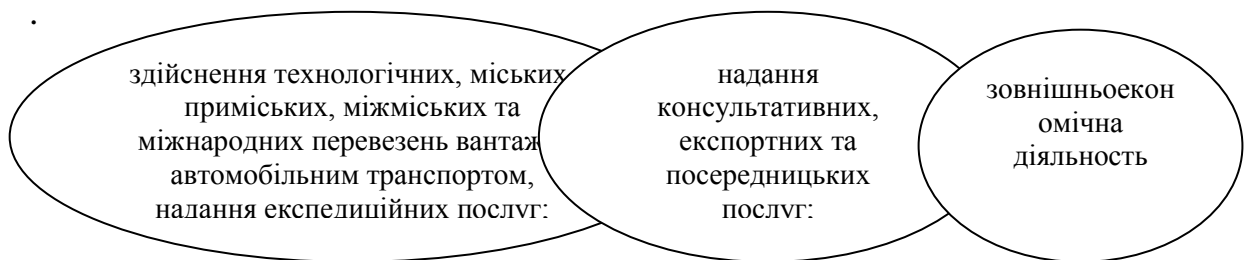 .
здійснення технологічних, міських
приміських, міжміських та
міжнародних перевезень вантаж
автомобільним транспортом,
надання експедиційних послуг;
надання
консультативних,
експортних та
посередницьких
послуг;
зовнішньоекон
омічна
діяльность